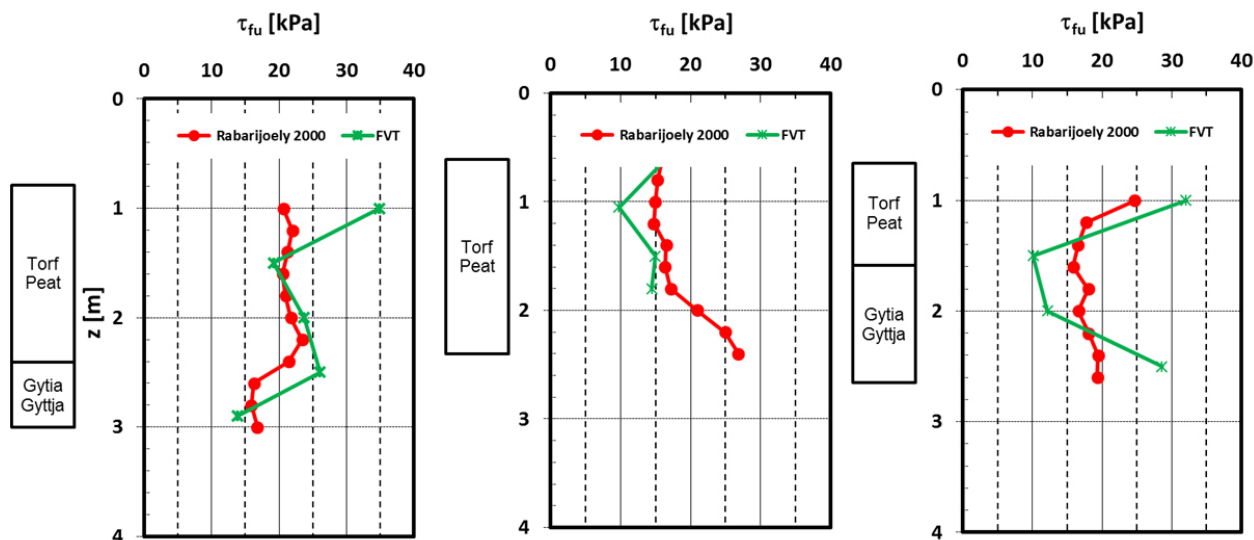 τfu [kPa]
0 10 20 30 40
0
1
2
3
4
z [m]
Rabarijoely 2000 FVT
Torf
Peat
Gytia
Gyttja
τfu [kPa]
0 10 20 30 40
0
1
2
3
4
Rabarijoely 2000 FVT
Torf
Peat
τfu [kPa]
0 10 20 30 40
0
1
2
3
4
Rabarijoely 2000 FVT
Torf
Peat
Gytia
Gyttja